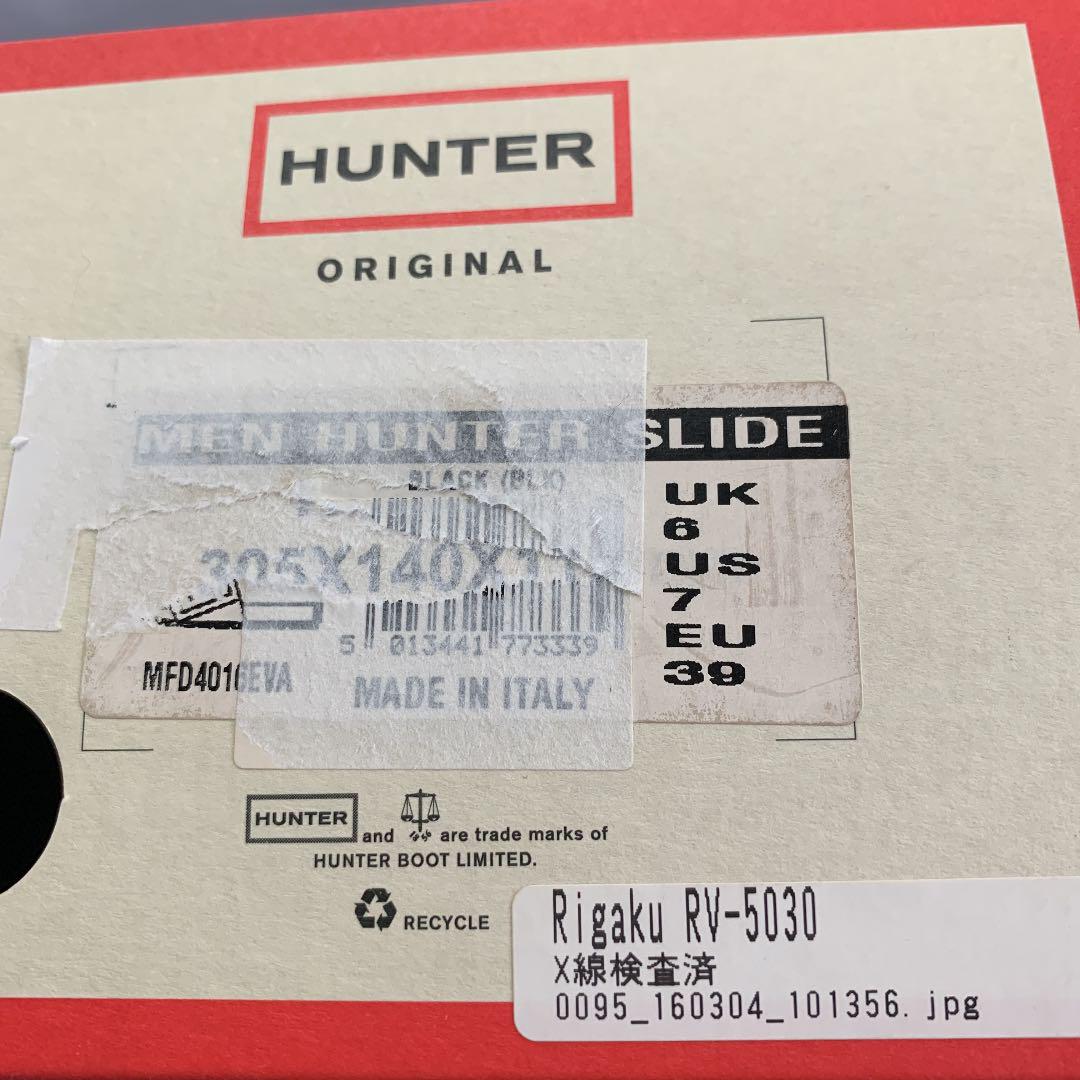 HUNTER
ORIGINAL
MEN HUNTER SLIDE
BLACK (BLK)
UK
6
US
7
EU
39
5 013441 773339
MFD4016EVA
MADE IN ITALY
HUNTER and are trade marks of
HUNTER BOOT LIMITED.
RECYCLE
Rigaku RV-5030
X線検査済
0095_160304_101356.jpg